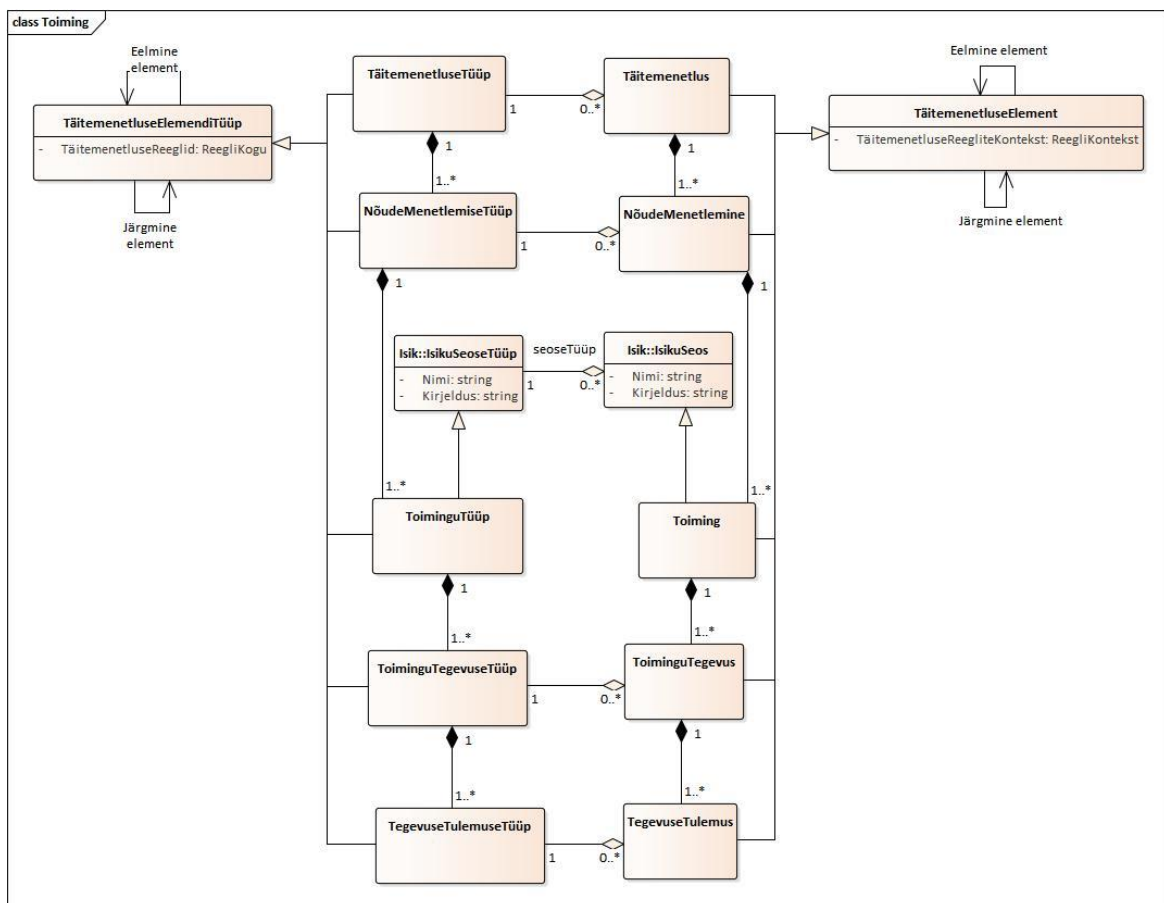 class Toiming
Eelmine
element
TäitemenetluseElemendiTüüp
- TäitemenetluseReeglid: ReegliKogu
Järgmine
element
TäitemenetluseTüüp
1
0..*
Täitemenetlus
Eelmine element
TäitemenetluseElement
- TäitemenetluseReegliteKontekst: ReegliKontekst
Järgmine element
1
1..*
1
1..*
NõudeMenetlemiseTüüp
1
0..*
NõudeMenetlemine
1
1
Isik::IsikuSeoseTüüp
- Nimi: string
- Kirjeldus: string
seoseTüüp
1
0..*
Isik::IsikuSeos
- Nimi: string
- Kirjeldus: string
1..*
1..*
ToiminguTüüp
Toiming
1
1..*
1
1..*
ToiminguTegevuseTüüp
1
0..*
ToiminguTegevus
1
1..*
1
1..*
TegevuseTulemuseTüüp
1
0..*
TegevuseTulemus